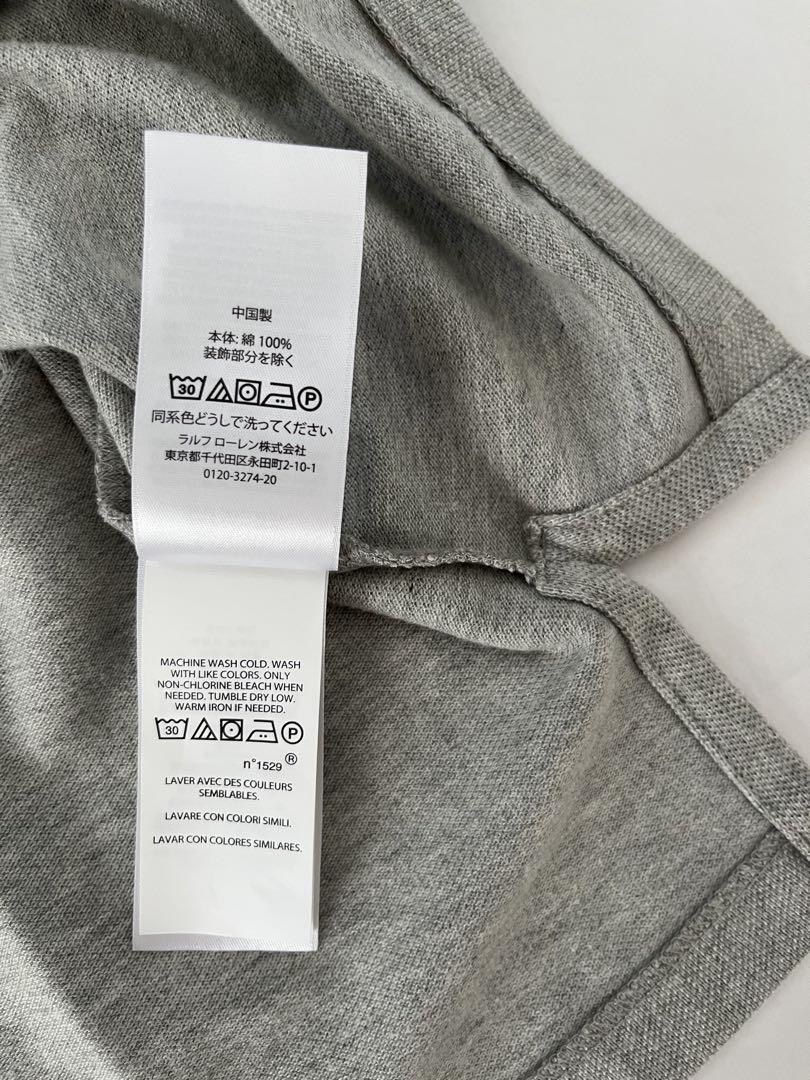 中国製
本体: 綿 100%
装飾部分を除く
30 P
同系色どうしで洗ってください
ラルフ ローレン株式会社
東京都千代田区永田町2-10-1
0120-3274-20
MACHINE WASH COLD. WASH
WITH LIKE COLORS. ONLY
NON-CHLORINE BLEACH WHEN
NEEDED. TUMBLE DRY LOW.
WARM IRON IF NEEDED.
30 P
n°1529 ®
LAVER AVEC DES COULEURS
SEMBLABLES.
LAVARE CON COLORI SIMILI.
LAVAR CON COLORES SIMILARES.